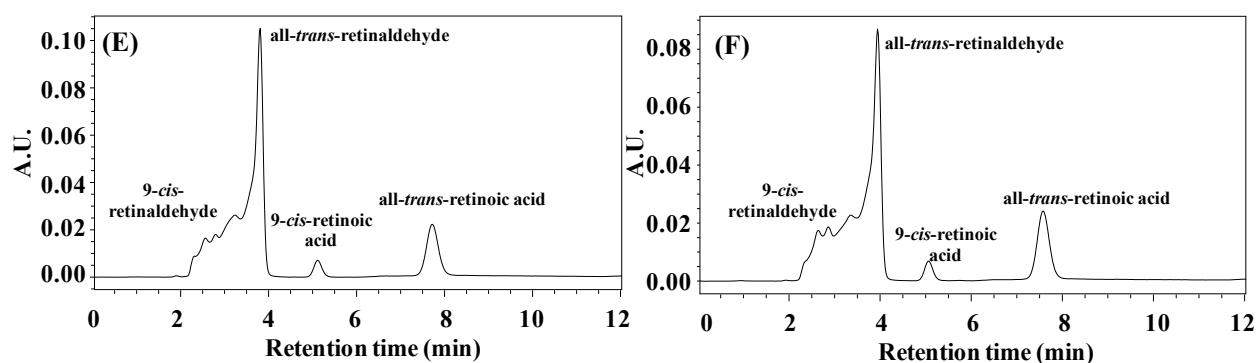 (E)
all-trans-retinaldehyde
9-cis-
retinaldehyde
9-cis-retinoic
acid
all-trans-retinoic acid
A.U.
0.10
0.08
0.06
0.04
0.02
0.00
0 2 4 6 8 10 12
Retention time (min)
(F)
all-trans-retinaldehyde
9-cis-
retinaldehyde
9-cis-retinoic
acid
all-trans-retinoic acid
A.U.
0.08
0.06
0.04
0.02
0.00
0 2 4 6 8 10 12
Retention time (min)